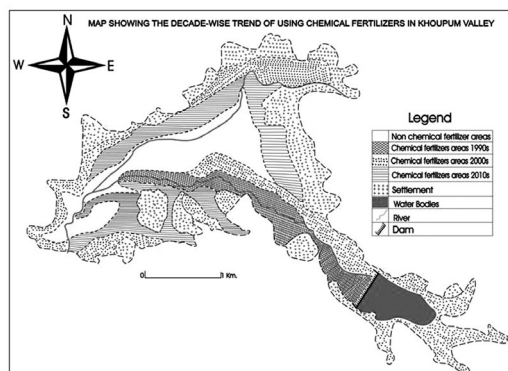 MAP SHOWING THE DECADE-WISE TREND OF USING CHEMICAL FERTILIZERS IN KHOUPUM VALLEY
N
W E
S
Legend
Non chemical fertilizer areas
Chemical fertilizers areas 1990s
Chemical fertilizers areas 2000s
Chemical fertilizers areas 2010s
Settlement
Water Bodies
River
Dam
0 1 Km.